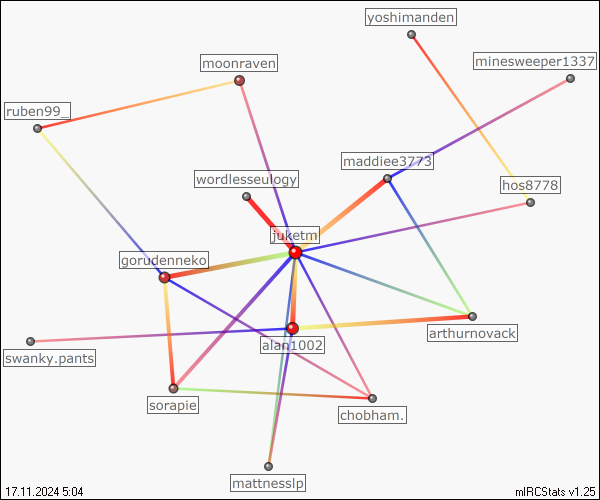 yoshimanden
minesweeper1337
moonraven
ruben99_
maddiee3773
wordlesseulogy
hos8778
juketm
gorudenneko
arthurnovack
alan1002
swanky.pants
sorapie
chobham.
mattnesslp
17.11.2024 5:04
mIRCStats v1.25